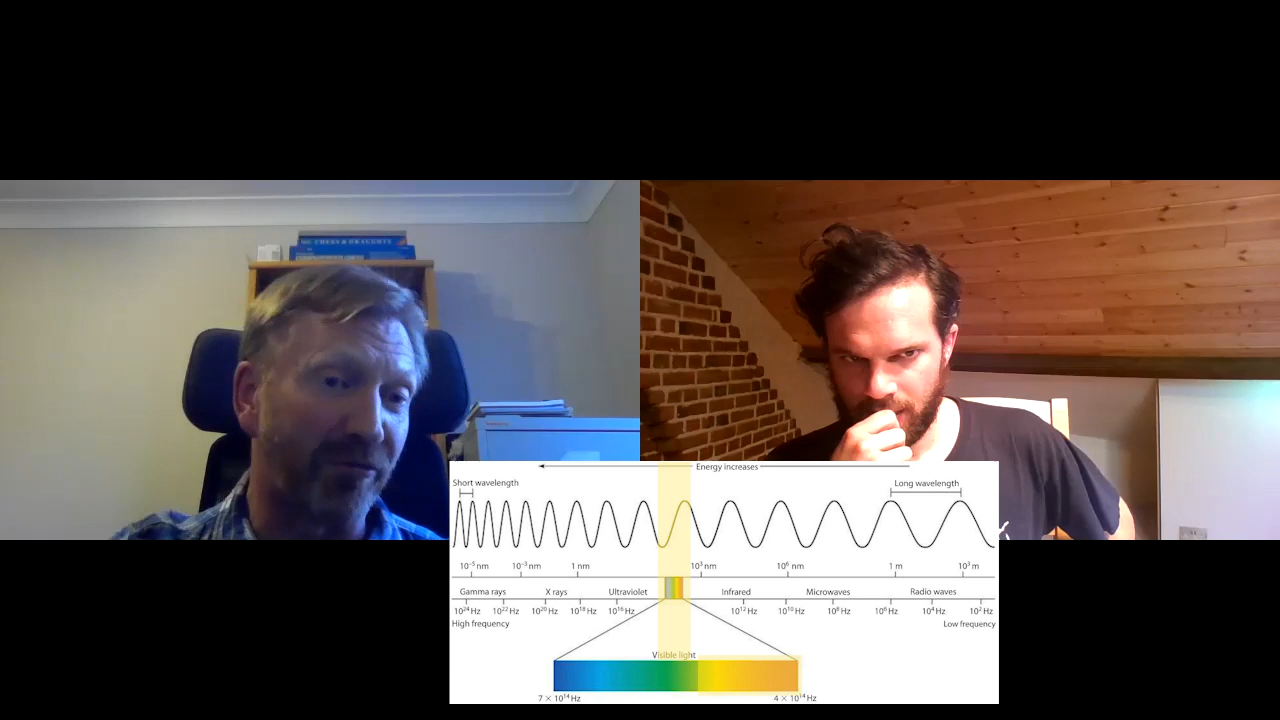 CHESS & DRAUGHTS
Energy increases
Short wavelength
Long wavelength
10⁻⁵ nm 10⁻³ nm 1 nm 10³ nm 10⁶ nm 1 m 10³ m
Gamma rays X rays Ultraviolet Infrared Microwaves Radio waves
10²⁴ Hz 10²² Hz 10²⁰ Hz 10¹⁸ Hz 10¹⁶ Hz 10¹² Hz 10¹⁰ Hz 10⁸ Hz 10⁶ Hz 10⁴ Hz 10² Hz
High frequency Low frequency
Visible light
7 × 10¹⁴ Hz 4 × 10¹⁴ Hz